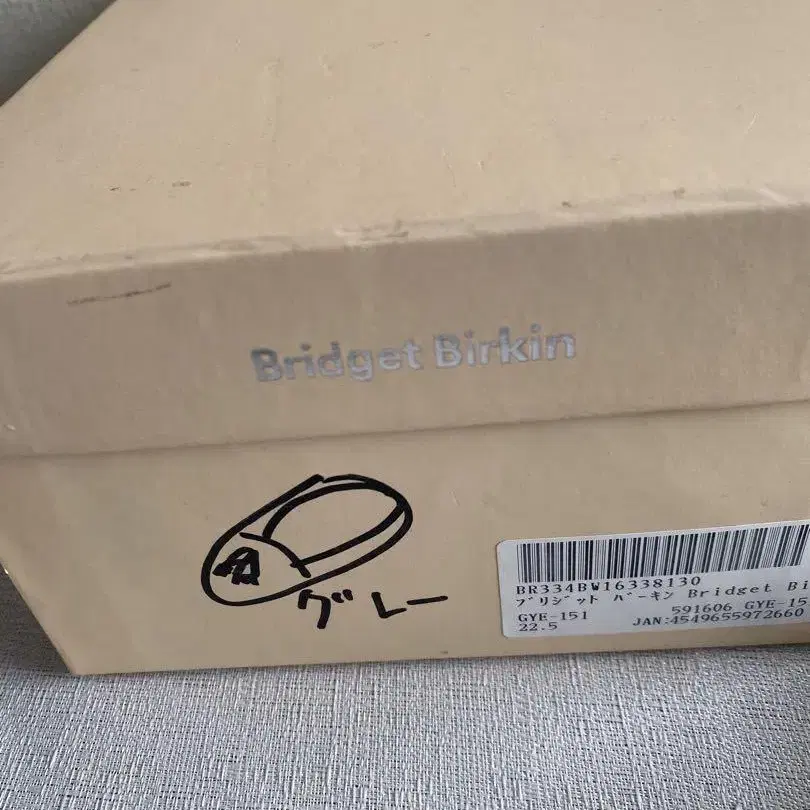 Bridget Birkin
グレー
BR334BW16338130
ブリジット バーキン Bridget Bi
591606 GYE-15
GYE-151
JAN:4549655972660
22.5